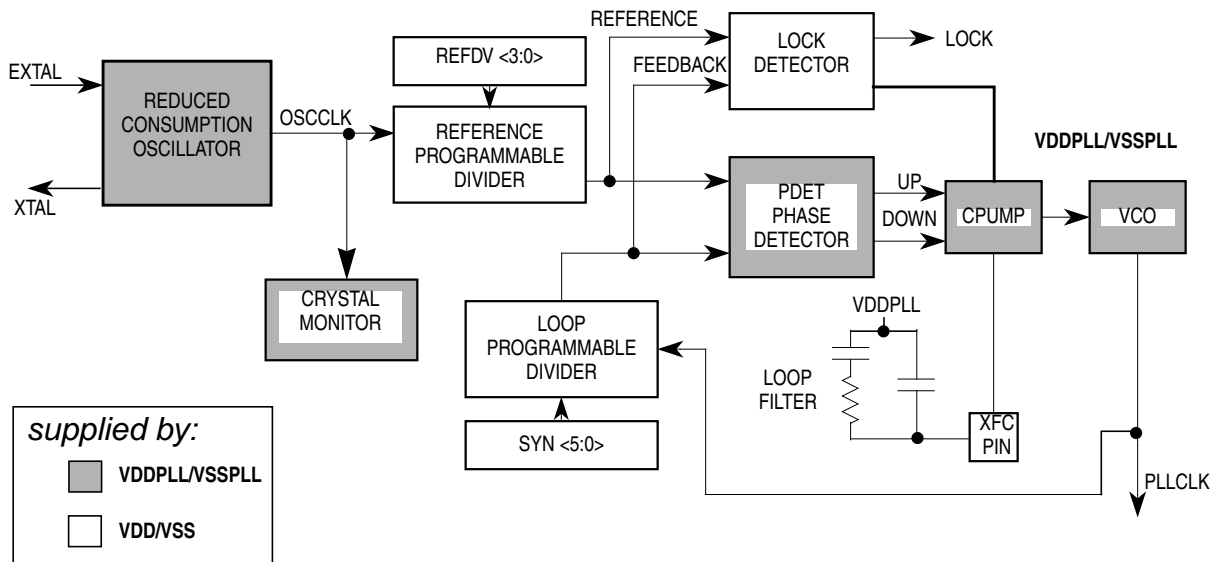 REFERENCE
REFDV <3:0>
LOCK
DETECTOR
LOCK
EXTAL
FEEDBACK
REDUCED
CONSUMPTION
OSCILLATOR
OSCCLK
REFERENCE
PROGRAMMABLE
DIVIDER
VDDPLL/VSSPLL
XTAL
PDET
PHASE
DETECTOR
UP
DOWN
CPUMP
VCO
CRYSTAL
MONITOR
LOOP
PROGRAMMABLE
DIVIDER
VDDPLL
LOOP
FILTER
XFC
PIN
SYN <5:0>
PLLCLK
supplied by:
VDDPLL/VSSPLL
VDD/VSS